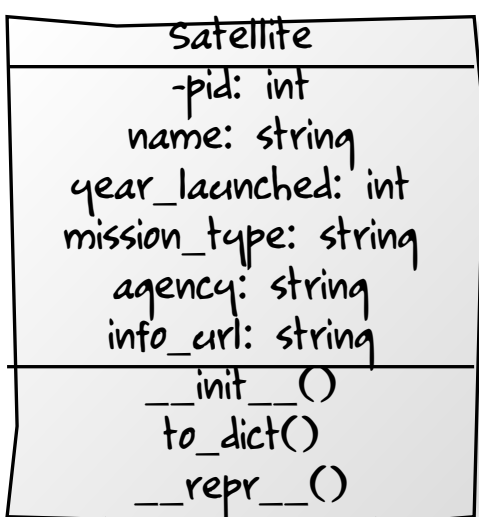 Satellite
-pid: int
name: string
year_launched: int
mission_type: string
agency: string
info_url: string
__init__()
to_dict()
__repr__()